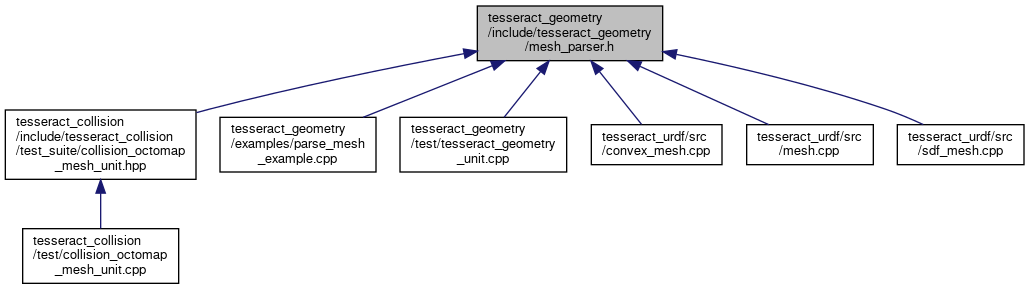 tesseract_geometry
/include/tesseract_geometry
/mesh_parser.h
tesseract_collision
/include/tesseract_collision
/test_suite/collision_octomap
_mesh_unit.hpp
tesseract_geometry
/examples/parse_mesh
_example.cpp
tesseract_geometry
/test/tesseract_geometry
_unit.cpp
tesseract_urdf/src
/convex_mesh.cpp
tesseract_urdf/src
/mesh.cpp
tesseract_urdf/src
/sdf_mesh.cpp
tesseract_collision
/test/collision_octomap
_mesh_unit.cpp